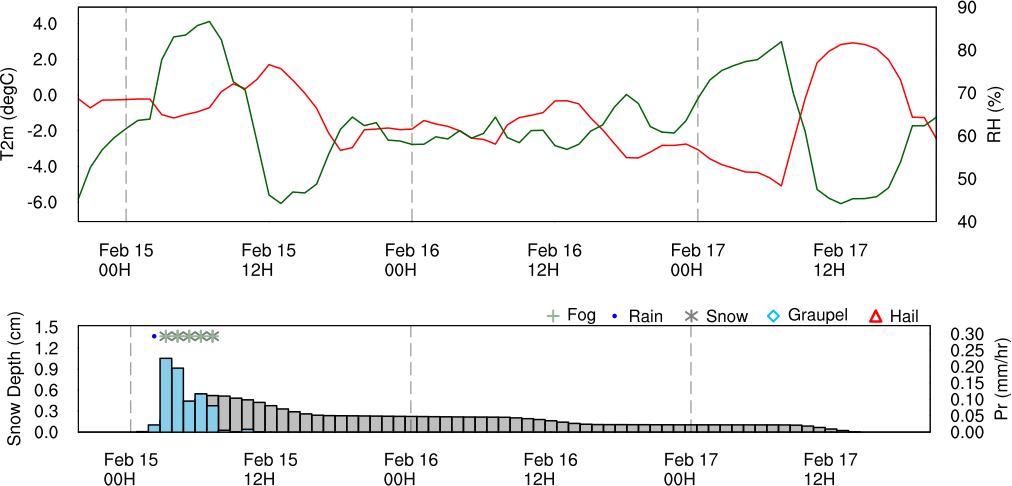 T2m (degC)
4.0
2.0
0.0
-2.0
-4.0
-6.0
90
80
70
60
50
40
RH (%)
Feb 15 Feb 15 Feb 16 Feb 16 Feb 17 Feb 17
00H 12H 00H 12H 00H 12H
Fog Rain Snow Graupel Hail
Snow Depth (cm)
1.5
1.2
0.9
0.6
0.3
0.0
0.30
0.25
0.20
0.15
0.10
0.05
0.00
Pr (mm/hr)
Feb 15 Feb 15 Feb 16 Feb 16 Feb 17 Feb 17
00H 12H 00H 12H 00H 12H